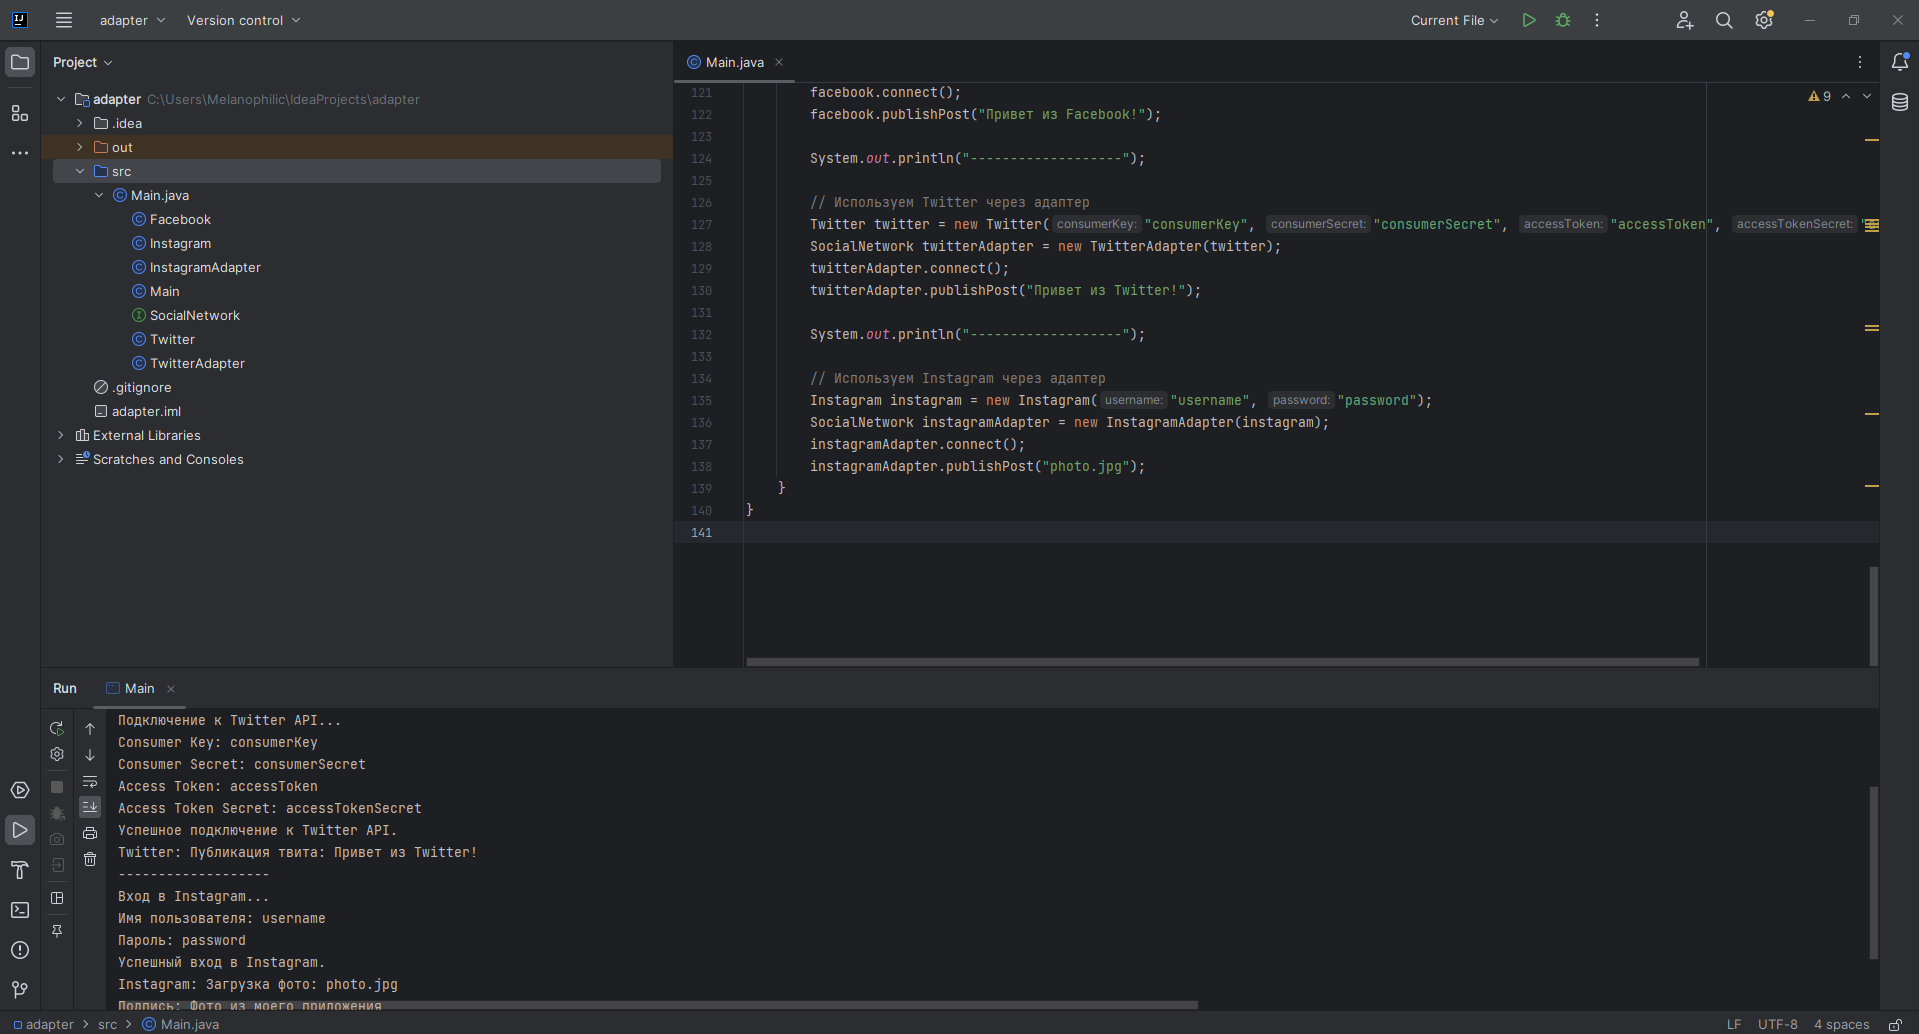 adapter
Version control
Current File
Project
adapter C:\Users\Melanophilic\IdeaProjects\adapter
.idea
out
src
Main.java
Facebook
Instagram
InstagramAdapter
Main
SocialNetwork
Twitter
TwitterAdapter
.gitignore
adapter.iml
External Libraries
Scratches and Consoles
Main.java
9
121 facebook.connect();
122 facebook.publishPost("Привет из Facebook!");
123
124 System.out.println("-------------------");
125
126 // Используем Twitter через адаптер
127 Twitter twitter = new Twitter( consumerKey: "consumerKey", consumerSecret: "consumerSecret", accessToken: "accessToken", accessTokenSecret:
128 SocialNetwork twitterAdapter = new TwitterAdapter(twitter);
129 twitterAdapter.connect();
130 twitterAdapter.publishPost("Привет из Twitter!");
131
132 System.out.println("-------------------");
133
134 // Используем Instagram через адаптер
135 Instagram instagram = new Instagram( username: "username", password: "password");
136 SocialNetwork instagramAdapter = new InstagramAdapter(instagram);
137 instagramAdapter.connect();
138 instagramAdapter.publishPost("photo.jpg");
139 }
140 }
141
Run
Main
Подключение к Twitter API...
Consumer Key: consumerKey
Consumer Secret: consumerSecret
Access Token: accessToken
Access Token Secret: accessTokenSecret
Успешное подключение к Twitter API.
Twitter: Публикация твита: Привет из Twitter!
-------------------
Вход в Instagram...
Имя пользователя: username
Пароль: password
Успешный вход в Instagram.
Instagram: Загрузка фото: photo.jpg
Подпись: Фото из моего приложения
adapter > src > Main.java
LF UTF-8 4 spaces